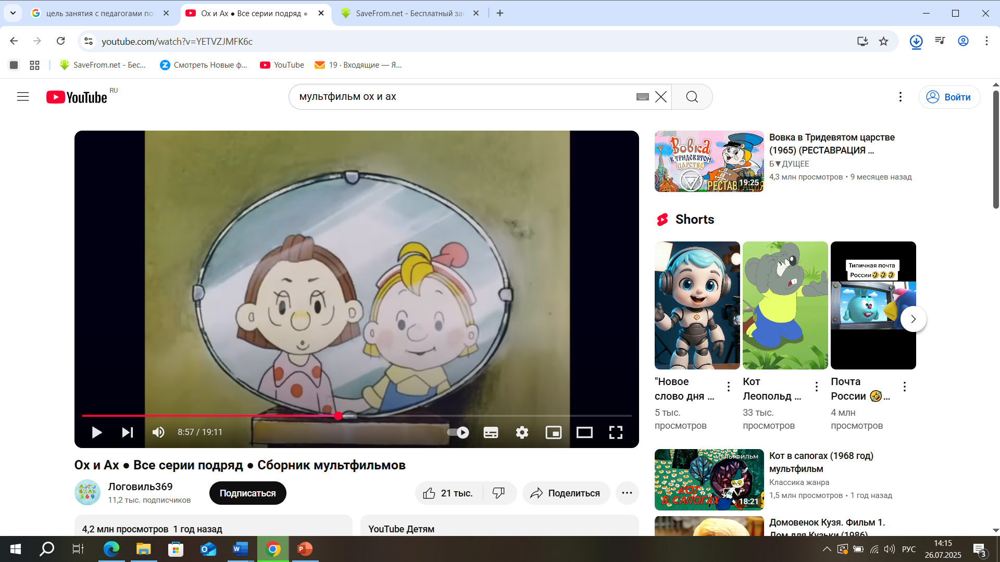 цель занятия с педагогами по
Ох и Ах ● Все серии подряд ●
SaveFrom.net - Бесплатный заг
youtube.com/watch?v=YETVZJMFK6c
SaveFrom.net - Бес...
Смотреть Новые ф...
YouTube
19 · Входящие — Я...
YouTube
RU
мультфильм ох и ах
Войти
Вовка
в тридевятом
царстве
РЕСТАВРАЦИЯ
19:25
Вовка в Тридевятом царстве
(1965) (РЕСТАВРАЦИЯ ...
Б▼ДУЩЕЕ
4,3 млн просмотров • 9 месяцев назад
Shorts
Типичная почта
России🤣🤣🤣
"Новое
слово дня ...
5 тыс.
просмотров
Кот
Леопольд ...
33 тыс.
просмотров
Почта
России 🤣...
4 млн
просмотров
8:57 / 19:11
Ох и Ах ● Все серии подряд ● Сборник мультфильмов
ЛОГО
ВИЛЬ
369
Логовиль369
11,2 тыс. подписчиков
Подписаться
21 тыс.
Поделиться
4,2 млн просмотров 1 год назад
YouTube Детям
МУЛЬТФИЛЬМ
КОТ
В САПОГАХ
18:21
Кот в сапогах (1968 год)
мультфильм
Классика жанра
1,5 млн просмотров • 1 год назад
Домовенок Кузя. Фильм 1.
Дом для Кузьки (1986)
W
P
РУС
14:15
26.07.2025
3